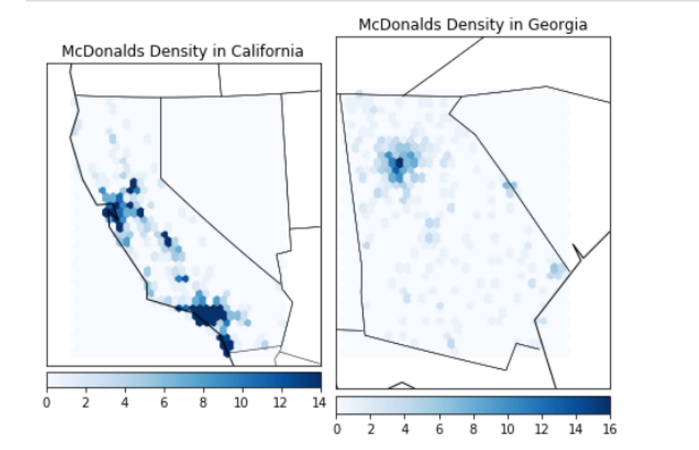 McDonalds Density in California
0 2 4 6 8 10 12 14
McDonalds Density in Georgia
0 2 4 6 8 10 12 14 16